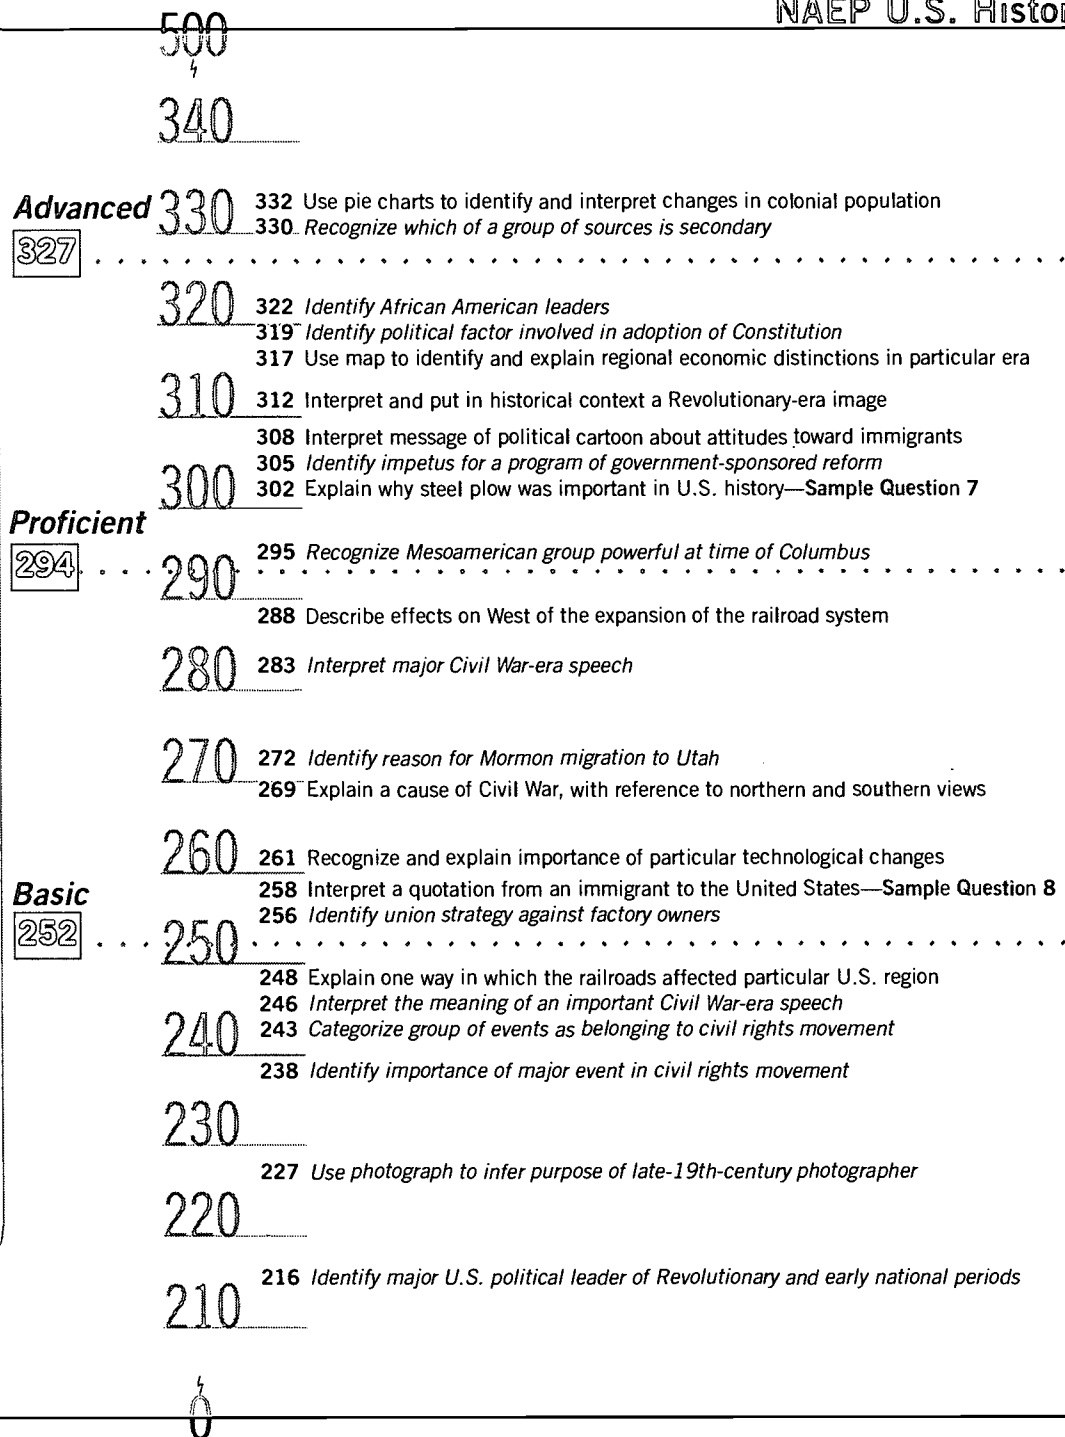 NAEP U.S. Histor
500
340
Advanced 330 332 Use pie charts to identify and interpret changes in colonial population
330 Recognize which of a group of sources is secondary
327
320 322 Identify African American leaders
319 Identify political factor involved in adoption of Constitution
317 Use map to identify and explain regional economic distinctions in particular era
310 312 Interpret and put in historical context a Revolutionary-era image
308 Interpret message of political cartoon about attitudes toward immigrants
305 Identify impetus for a program of government-sponsored reform
300 302 Explain why steel plow was important in U.S. history—Sample Question 7
Proficient
295 Recognize Mesoamerican group powerful at time of Columbus
294 290
288 Describe effects on West of the expansion of the railroad system
280 283 Interpret major Civil War-era speech
270 272 Identify reason for Mormon migration to Utah
269 Explain a cause of Civil War, with reference to northern and southern views
260 261 Recognize and explain importance of particular technological changes
Basic 258 Interpret a quotation from an immigrant to the United States—Sample Question 8
256 Identify union strategy against factory owners
252 250
248 Explain one way in which the railroads affected particular U.S. region
246 Interpret the meaning of an important Civil War-era speech
240 243 Categorize group of events as belonging to civil rights movement
238 Identify importance of major event in civil rights movement
230
227 Use photograph to infer purpose of late-19th-century photographer
220
216 Identify major U.S. political leader of Revolutionary and early national periods
210
0